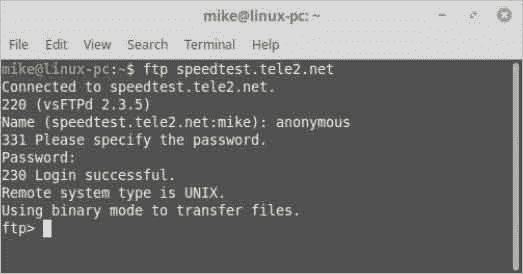 mike@linux-pc: ~
File Edit View Search Terminal Help
mike@linux-pc:~$ ftp speedtest.tele2.net
Connected to speedtest.tele2.net.
220 (vsFTPd 2.3.5)
Name (speedtest.tele2.net:mike): anonymous
331 Please specify the password.
Password:
230 Login successful.
Remote system type is UNIX.
Using binary mode to transfer files.
ftp>